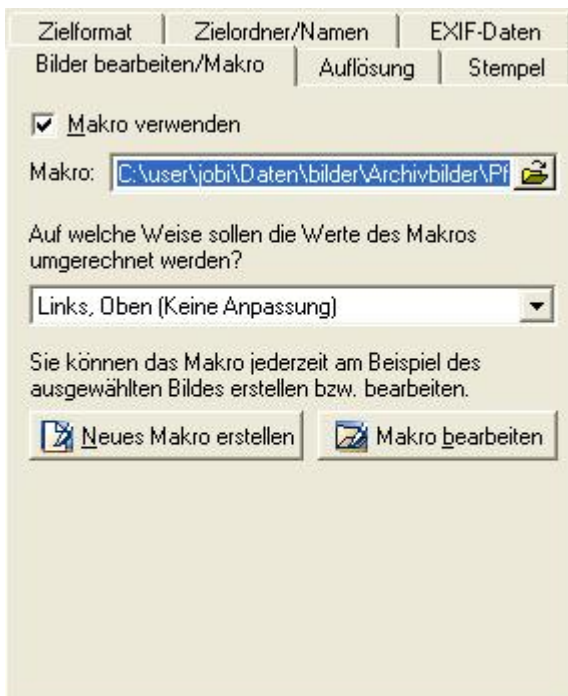 Zielformat Zielordner/Namen EXIF-Daten
Bilder bearbeiten/Makro Auflösung Stempel
Makro verwenden
Makro: C:\user\jobi\Daten\bilder\Archivbilder\Pf
Auf welche Weise sollen die Werte des Makros
umgerechnet werden?
Links, Oben (Keine Anpassung)
Sie können das Makro jederzeit am Beispiel des
ausgewählten Bildes erstellen bzw. bearbeiten.
Neues Makro erstellen Makro bearbeiten